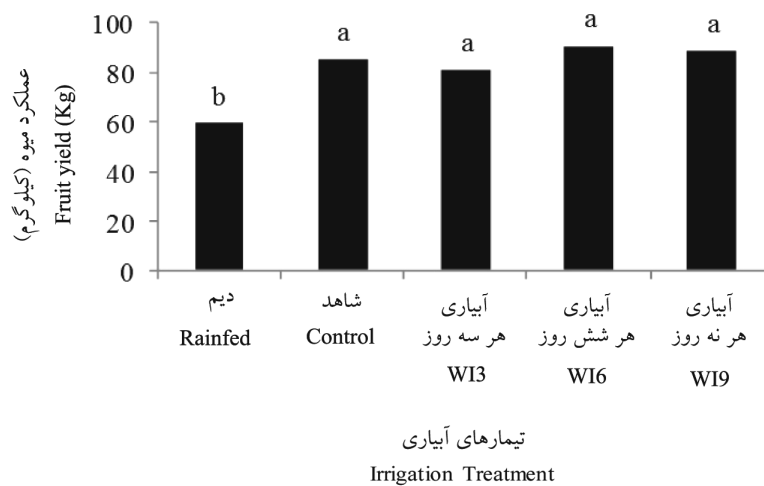 عملکرد میوه (کیلوگرم)
Fruit yield (Kg)
100
80
60
40
20
0
b
a
a
a
a
دیم
Rainfed
شاهد
Control
آبیاری
هر سه روز
WI3
آبیاری
هر شش روز
WI6
آبیاری
هر نه روز
WI9
تیمارهای آبیاری
Irrigation Treatment